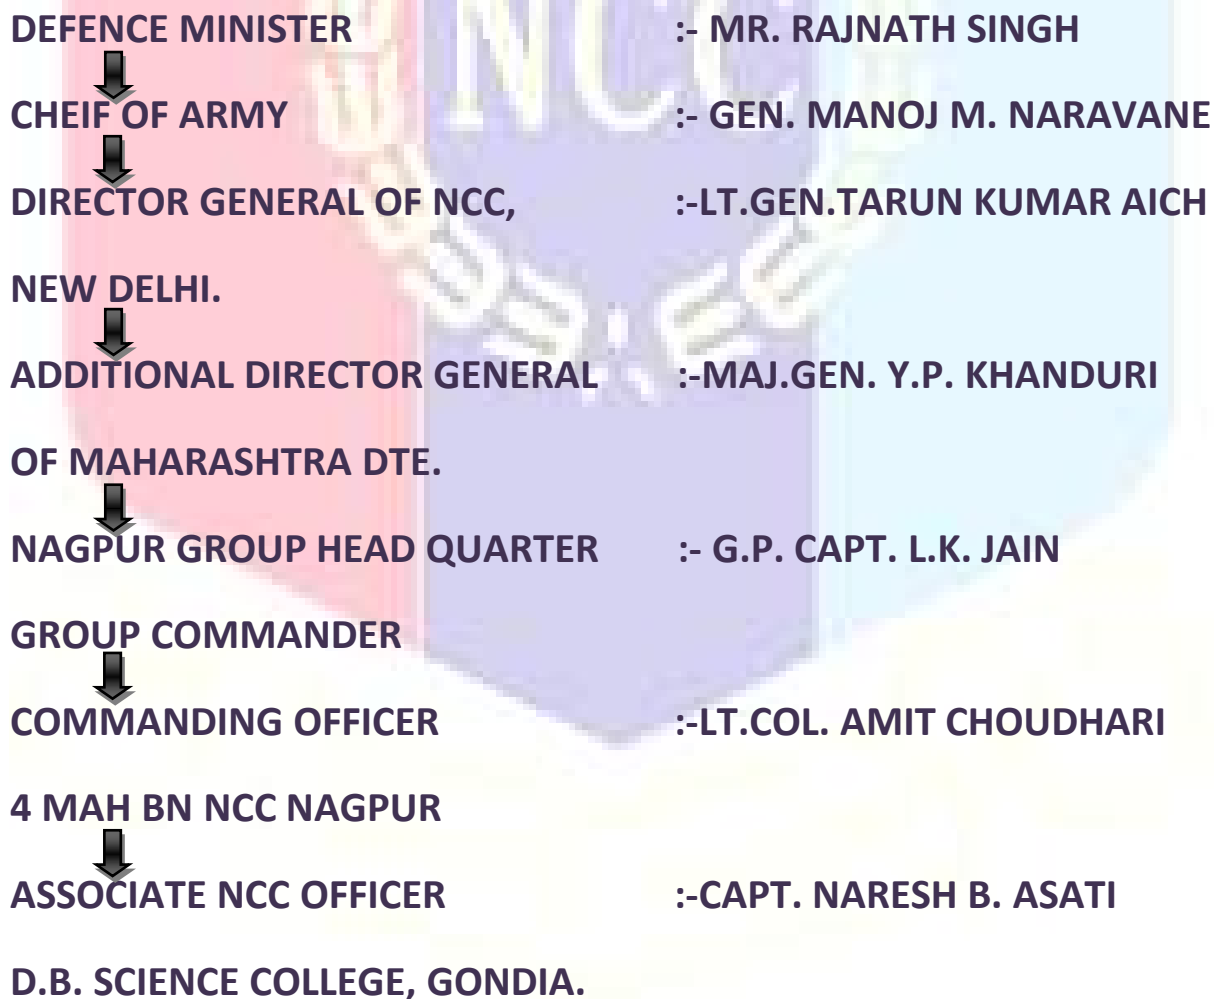 NCC
DEFENCE MINISTER :- MR. RAJNATH SINGH
CHEIF OF ARMY :- GEN. MANOJ M. NARAVANE
DIRECTOR GENERAL OF NCC, :-LT.GEN.TARUN KUMAR AICH
NEW DELHI.
ADDITIONAL DIRECTOR GENERAL :-MAJ.GEN. Y.P. KHANDURI
OF MAHARASHTRA DTE.
NAGPUR GROUP HEAD QUARTER :- G.P. CAPT. L.K. JAIN
GROUP COMMANDER
COMMANDING OFFICER :-LT.COL. AMIT CHOUDHARI
4 MAH BN NCC NAGPUR
ASSOCIATE NCC OFFICER :-CAPT. NARESH B. ASATI
D.B. SCIENCE COLLEGE, GONDIA.